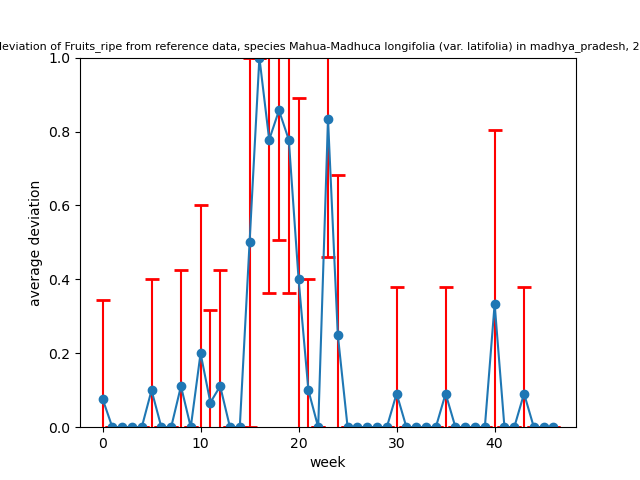 deviation of Fruits_ripe from reference data, species Mahua-Madhuca longifolia (var. latifolia) in madhya_pradesh, 2
1.0
0.8
0.6
0.4
0.2
0.0
average deviation
0 10 20 30 40
week